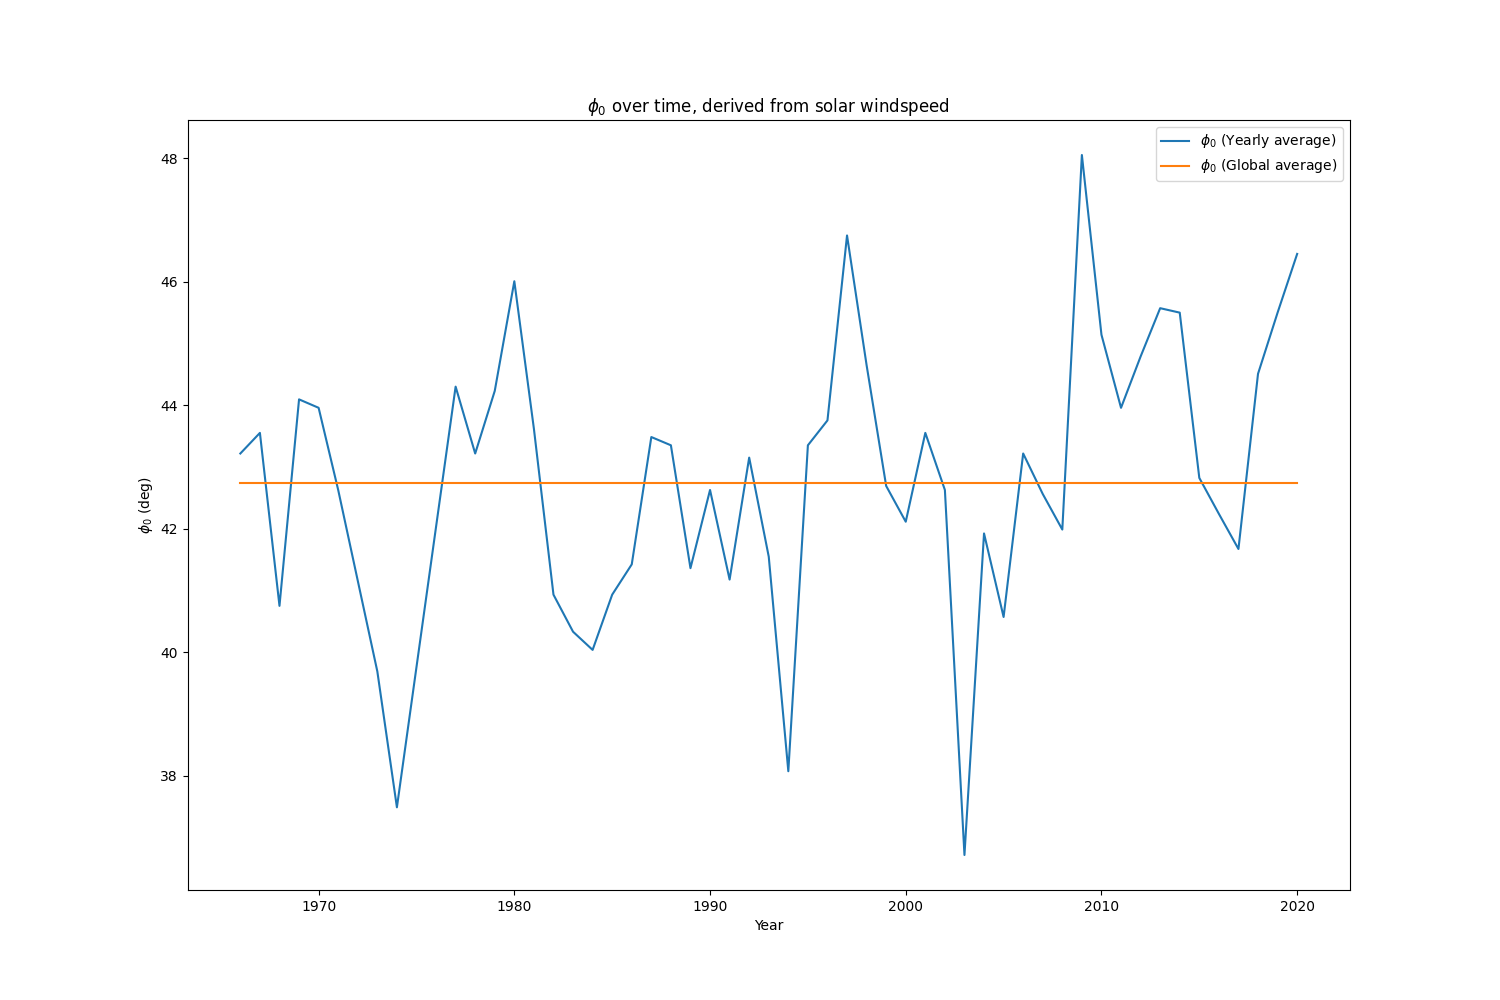 ϕ₀ over time, derived from solar windspeed
ϕ₀ (Yearly average)
ϕ₀ (Global average)
48
46
44
42
40
38
ϕ₀ (deg)
1970 1980 1990 2000 2010 2020
Year